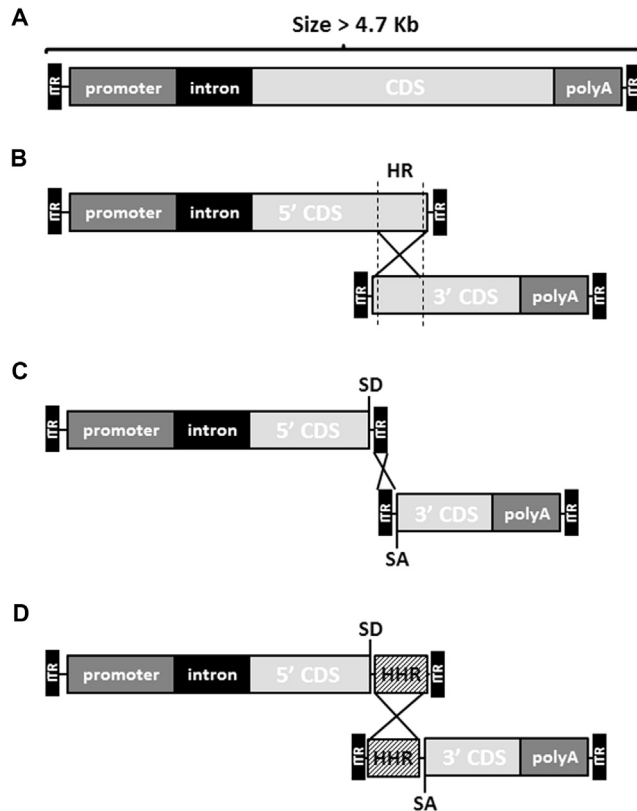 A
Size > 4.7 Kb
ITR promoter intron CDS polyA ITR
B
HR
ITR promoter intron 5' CDS ITR
ITR 3' CDS polyA ITR
C
SD
ITR promoter intron 5' CDS ITR
ITR 3' CDS polyA ITR
SA
D
SD
ITR promoter intron 5' CDS HHR ITR
ITR HHR 3' CDS polyA ITR
SA